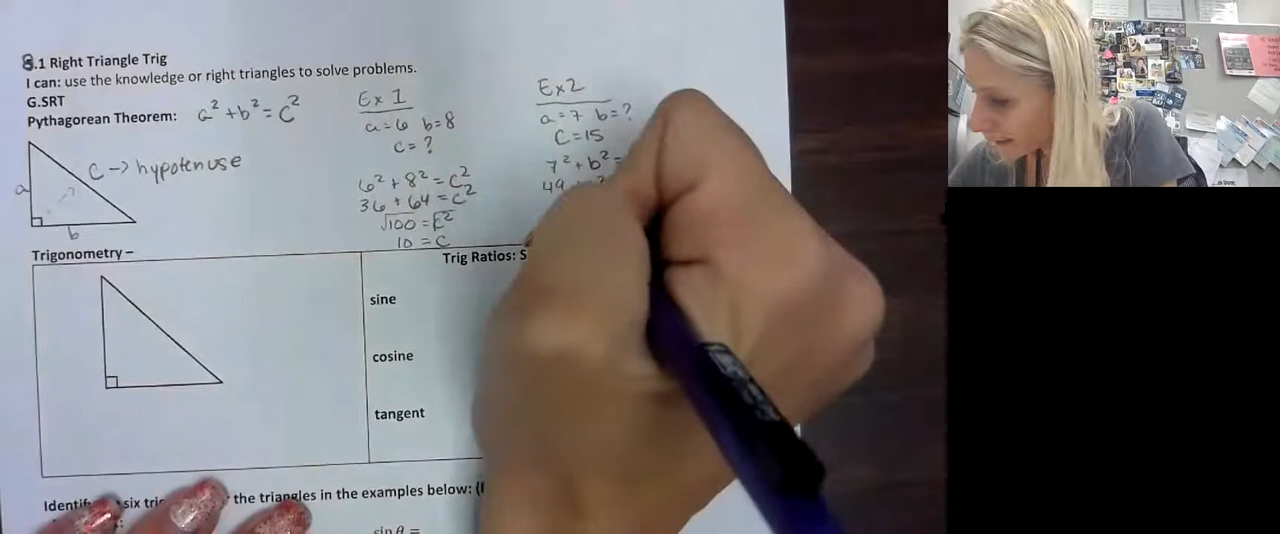 8.1 Right Triangle Trig
I can: use the knowledge or right triangles to solve problems.
G.SRT
Pythagorean Theorem: a² + b² = c²
a
b
C → hypotenuse
Ex 1
a=6 b=8
c=?
6² + 8² = c²
36 + 64 = c²
√100 = √c²
10 = c
Ex 2
a=7 b=?
C=15
7² + b² =
49
Trigonometry –
Trig Ratios: S
sine
cosine
tangent
the triangles in the examples below:
sin θ =